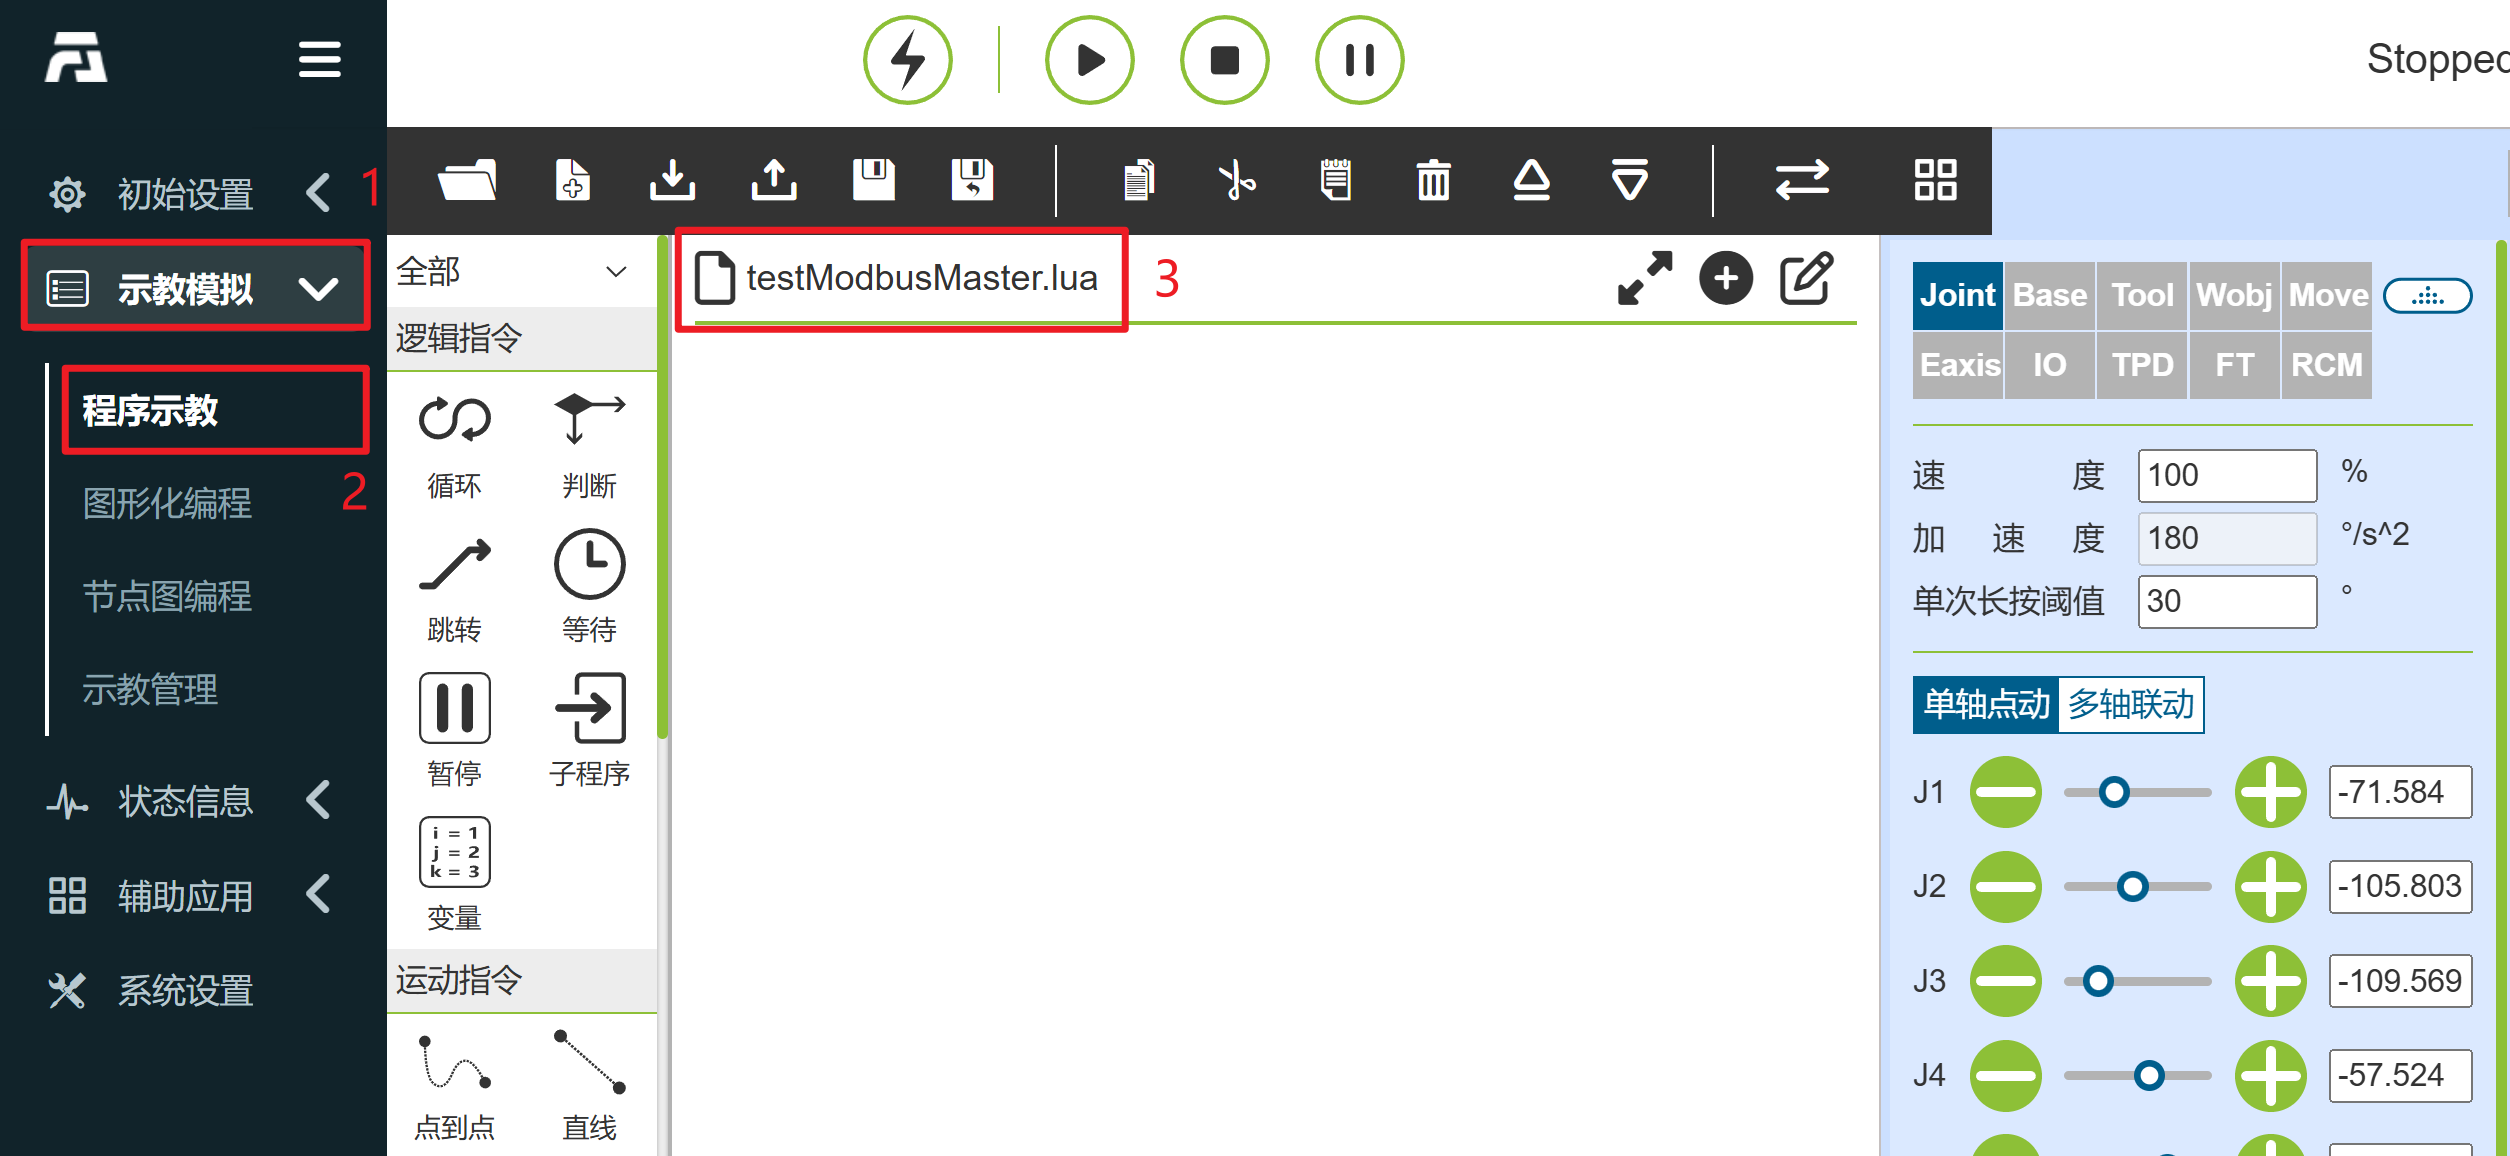 Stopped
初始设置
1
示教模拟
程序示教
2
图形化编程
节点图编程
示教管理
状态信息
辅助应用
系统设置
全部
逻辑指令
循环
判断
跳转
等待
暂停
子程序
i = 1
j = 2
k = 3
变量
运动指令
点到点
直线
testModbusMaster.lua
3
Joint Base Tool Wobj Move
Eaxis IO TPD FT RCM
速度 100 %
加速度 180 °/s^2
单次长按阈值 30 °
单轴点动 多轴联动
J1 -71.584
J2 -105.803
J3 -109.569
J4 -57.524